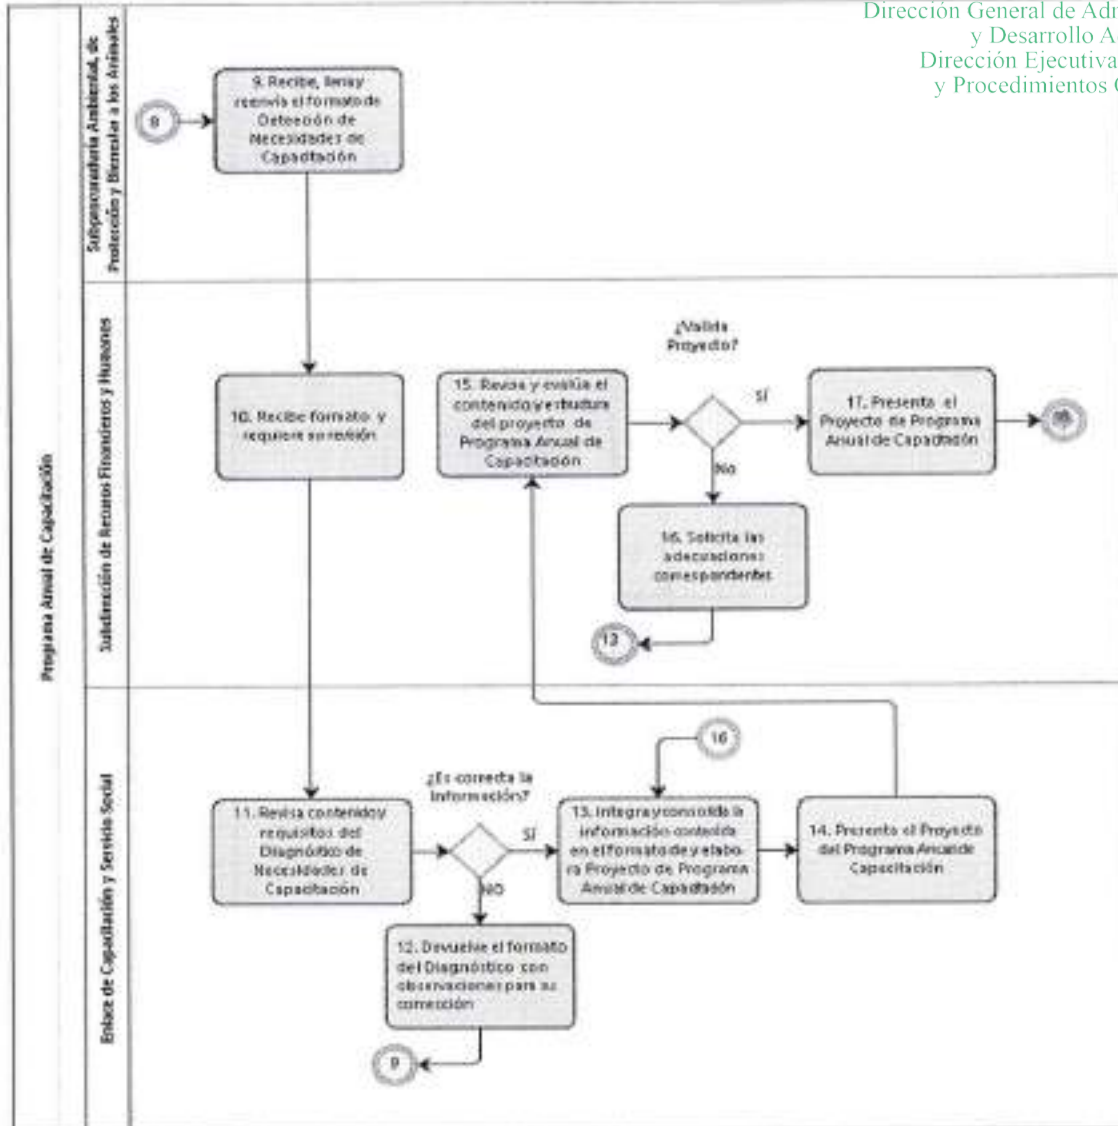 Dirección General de Adm
y Desarrollo A
Dirección Ejecutiva
y Procedimientos
Programa Anual de Capacitación
Subprocuraduría Ambiental, de
Protección y Bienestar a los Animales
8
9. Recibe, llena y
reenvía el formato de
Detección de
Necesidades de
Capacitación
Subdirección de Recursos Financieros y Humanos
10. Recibe formato y
requiere su revisión
15. Revisa y evalúa el
contenido y estructura
del proyecto de
Programa Anual de
Capacitación
¿Valida
Proyecto?
Sí
No
17. Presenta el
Proyecto de Programa
Anual de Capacitación
16. Solicita las
adecuaciones
correspondientes
13
Enlace de Capacitación y Servicio Social
11. Revisa contenido y
requisitos del
Diagnóstico de
Necesidades de
Capacitación
¿Es correcta la
información?
Sí
NO
12. Devuelve el formato
del Diagnóstico con
observaciones para su
corrección
9
16
13. Integra y consolida la
información contenida
en el formato de y elabo
ra Proyecto de Programa
Anual de Capacitación
14. Presenta el Proyecto
del Programa Anual de
Capacitación